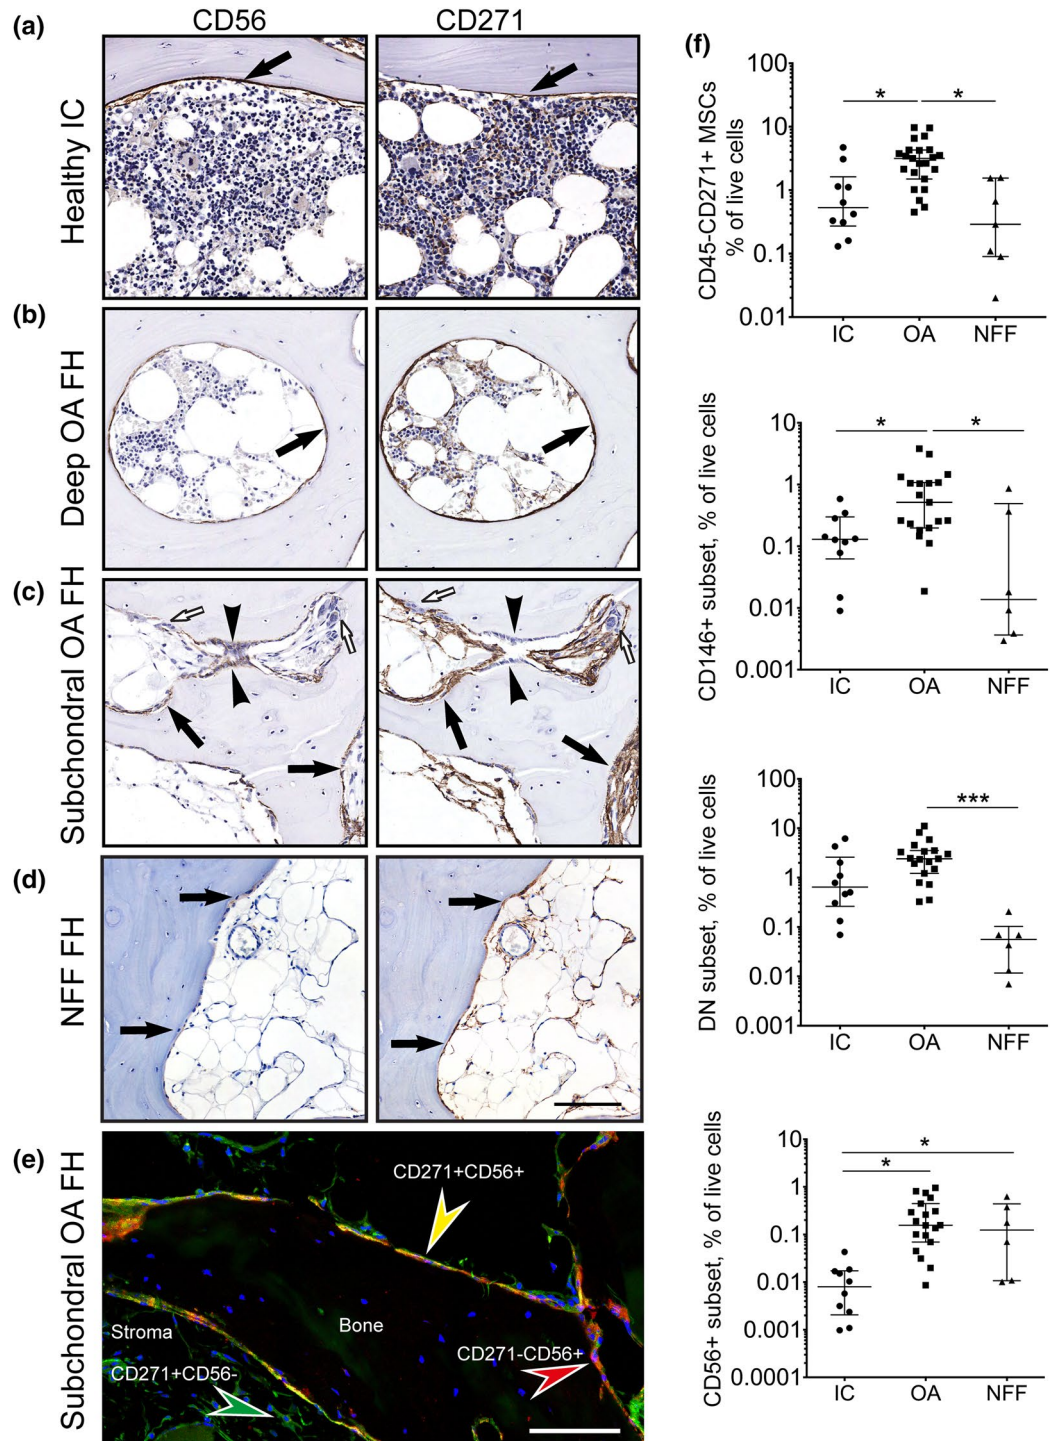 CD56
CD271
(a)
Healthy IC
(b)
Deep OA FH
(c)
Subchondral OA FH
(d)
NFF FH
(e)
Subchondral OA FH
CD271+CD56+
Stroma
Bone
CD271+CD56-
CD271-CD56+
(f)
CD45-CD271+ MSCs
% of live cells
100
10
1
0.1
0.01
*
*
IC
OA
NFF
CD146+ subset, % of live cells
10
1
0.1
0.01
0.001
*
*
IC
OA
NFF
DN subset, % of live cells
100
10
1
0.1
0.01
0.001
***
IC
OA
NFF
CD56+ subset, % of live cells
10
1
0.1
0.01
0.001
0.0001
*
*
IC
OA
NFF